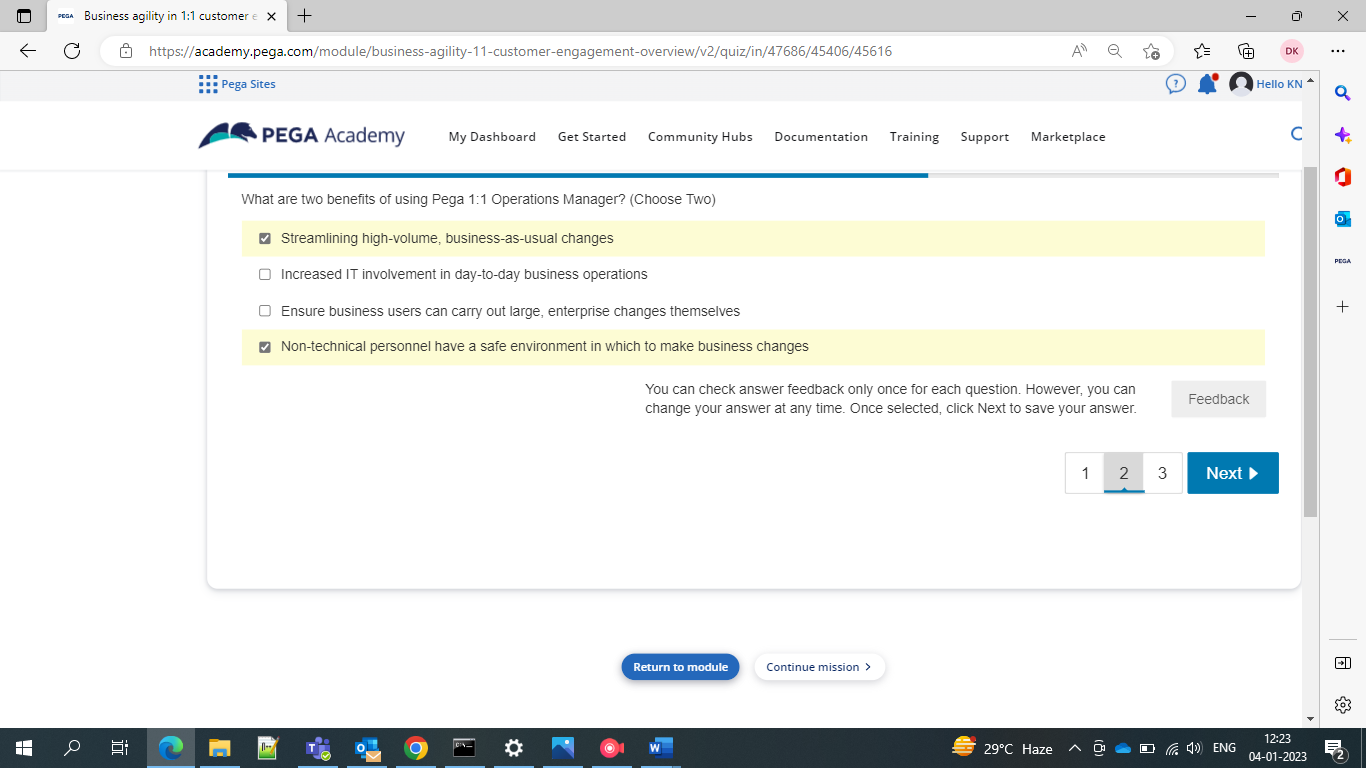 PEGA Business agility in 1:1 customer e
https://academy.pega.com/module/business-agility-11-customer-engagement-overview/v2/quiz/in/47686/45406/45616
A
DK
Pega Sites
?
Hello KN
PEGA Academy
My Dashboard Get Started Community Hubs Documentation Training Support Marketplace
What are two benefits of using Pega 1:1 Operations Manager? (Choose Two)
Streamlining high-volume, business-as-usual changes
PEGA
Increased IT involvement in day-to-day business operations
Ensure business users can carry out large, enterprise changes themselves
Non-technical personnel have a safe environment in which to make business changes
You can check answer feedback only once for each question. However, you can
change your answer at any time. Once selected, click Next to save your answer.
Feedback
1 2 3 Next
Return to module
Continue mission
29°C Haze
ENG
12:23
04-01-2023
2